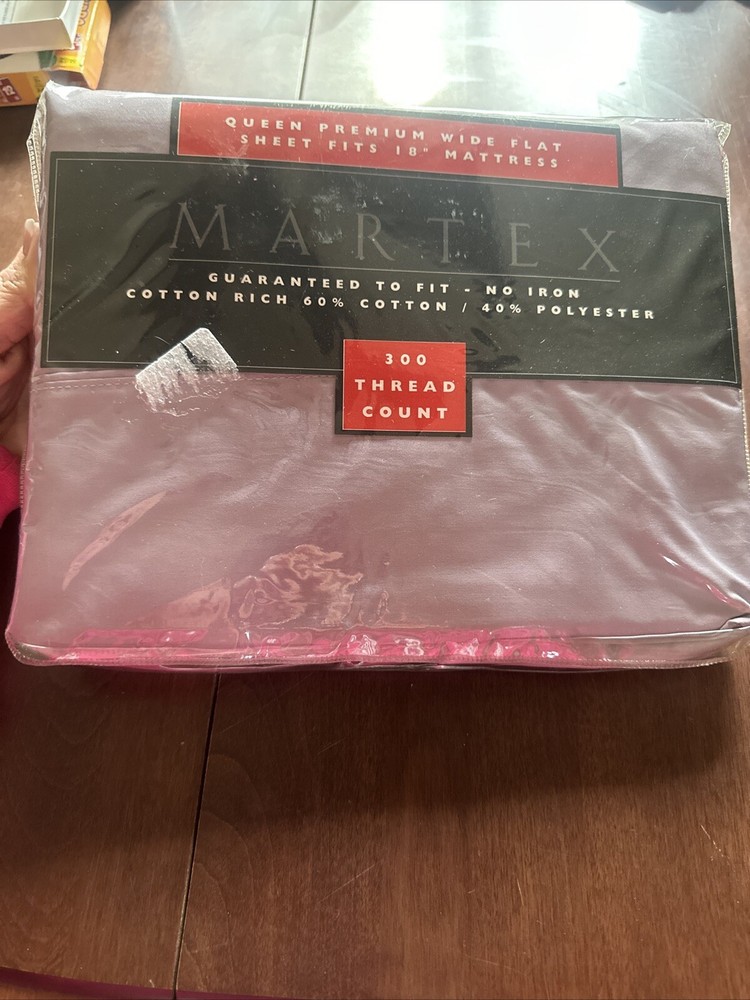 QUEEN PREMIUM WIDE FLAT
SHEET FITS 18" MATTRESS
MARTEX
GUARANTEED TO FIT - NO IRON
COTTON RICH 60% COTTON / 40% POLYESTER
300
THREAD
COUNT